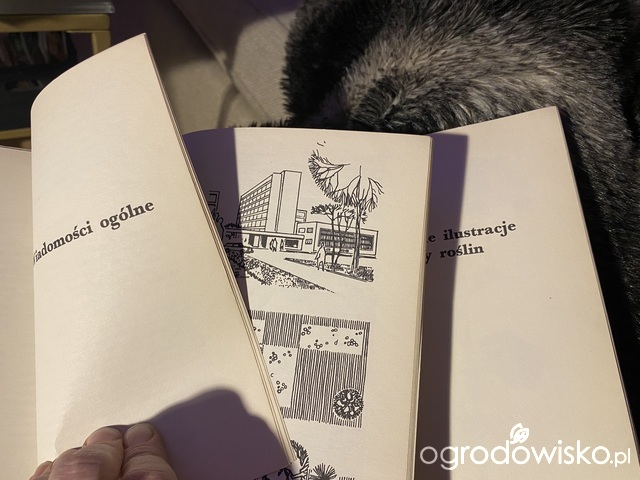 iadomości ogólne
e ilustracje
y roślin
ogrodowisko.pl